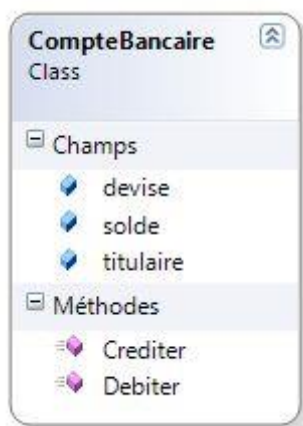 CompteBancaire
Class
Champs
devise
solde
titulaire
Méthodes
Crediter
Debiter